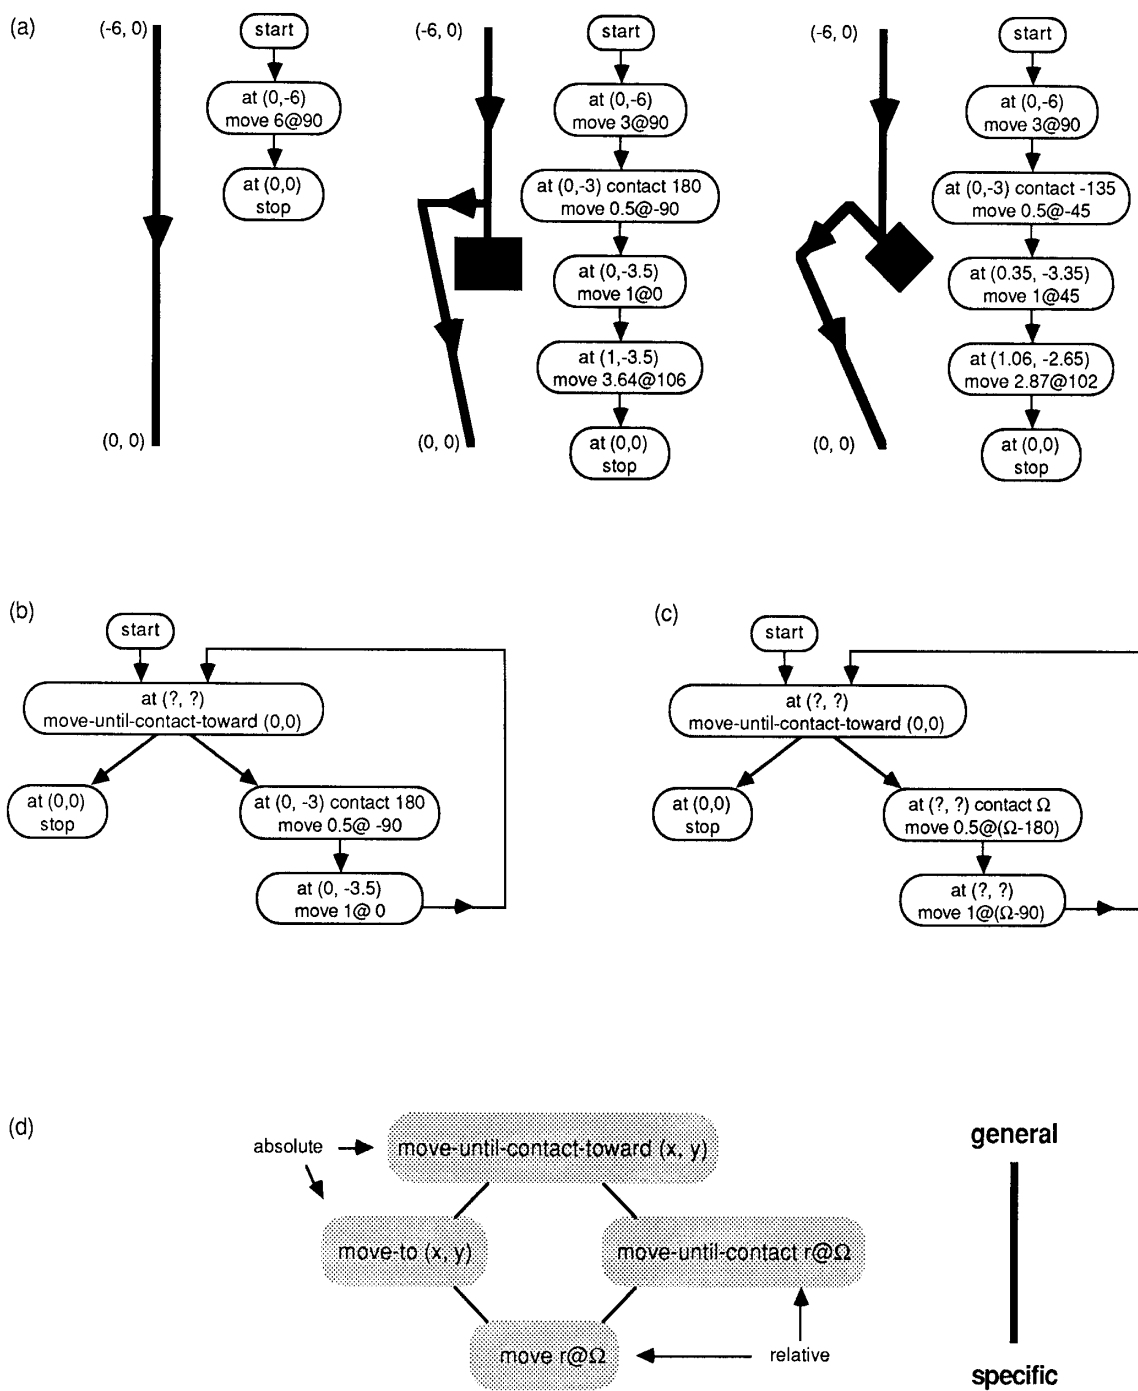 (a)
(-6, 0)
start
at (0,-6)
move 6@90
at (0,0)
stop
(0, 0)
(-6, 0)
start
at (0,-6)
move 3@90
at (0,-3) contact 180
move 0.5@-90
at (0,-3.5)
move 1@0
at (1,-3.5)
move 3.64@106
at (0,0)
stop
(0, 0)
(-6, 0)
start
at (0,-6)
move 3@90
at (0,-3) contact -135
move 0.5@-45
at (0.35, -3.35)
move 1@45
at (1.06, -2.65)
move 2.87@102
at (0,0)
stop
(0, 0)
(b)
start
at (?, ?)
move-until-contact-toward (0,0)
at (0,0)
stop
at (0, -3) contact 180
move 0.5@ -90
at (0, -3.5)
move 1@ 0
(c)
start
at (?, ?)
move-until-contact-toward (0,0)
at (0,0)
stop
at (?, ?) contact Ω
move 0.5@(Ω-180)
at (?, ?)
move 1@(Ω-90)
(d)
absolute
move-until-contact-toward (x, y)
move-to (x, y)
move-until-contact r@Ω
move r@Ω
relative
general
specific